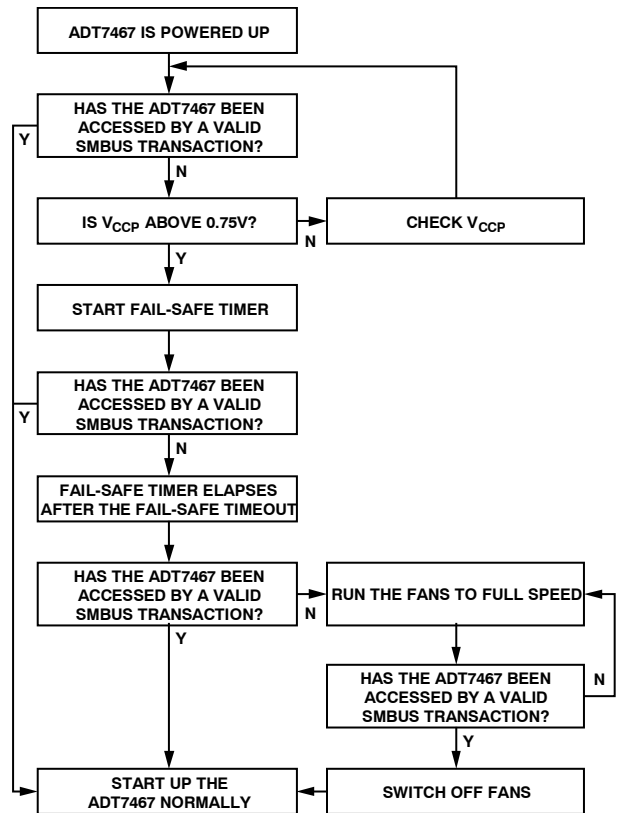 ADT7467 IS POWERED UP
HAS THE ADT7467 BEEN
ACCESSED BY A VALID
SMBUS TRANSACTION?
Y
N
IS VCCP ABOVE 0.75V?
N
CHECK VCCP
Y
START FAIL-SAFE TIMER
HAS THE ADT7467 BEEN
ACCESSED BY A VALID
SMBUS TRANSACTION?
Y
N
FAIL-SAFE TIMER ELAPSES
AFTER THE FAIL-SAFE TIMEOUT
HAS THE ADT7467 BEEN
ACCESSED BY A VALID
SMBUS TRANSACTION?
N
RUN THE FANS TO FULL SPEED
Y
HAS THE ADT7467 BEEN
ACCESSED BY A VALID
SMBUS TRANSACTION?
N
Y
START UP THE
ADT7467 NORMALLY
SWITCH OFF FANS